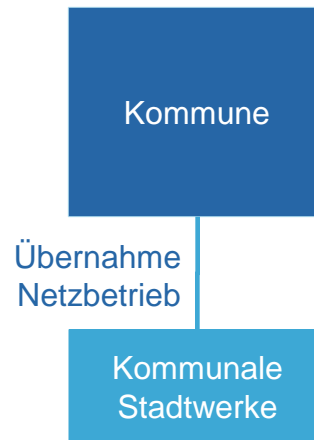 Kommune
Übernahme
Netzbetrieb
Kommunale
Stadtwerke